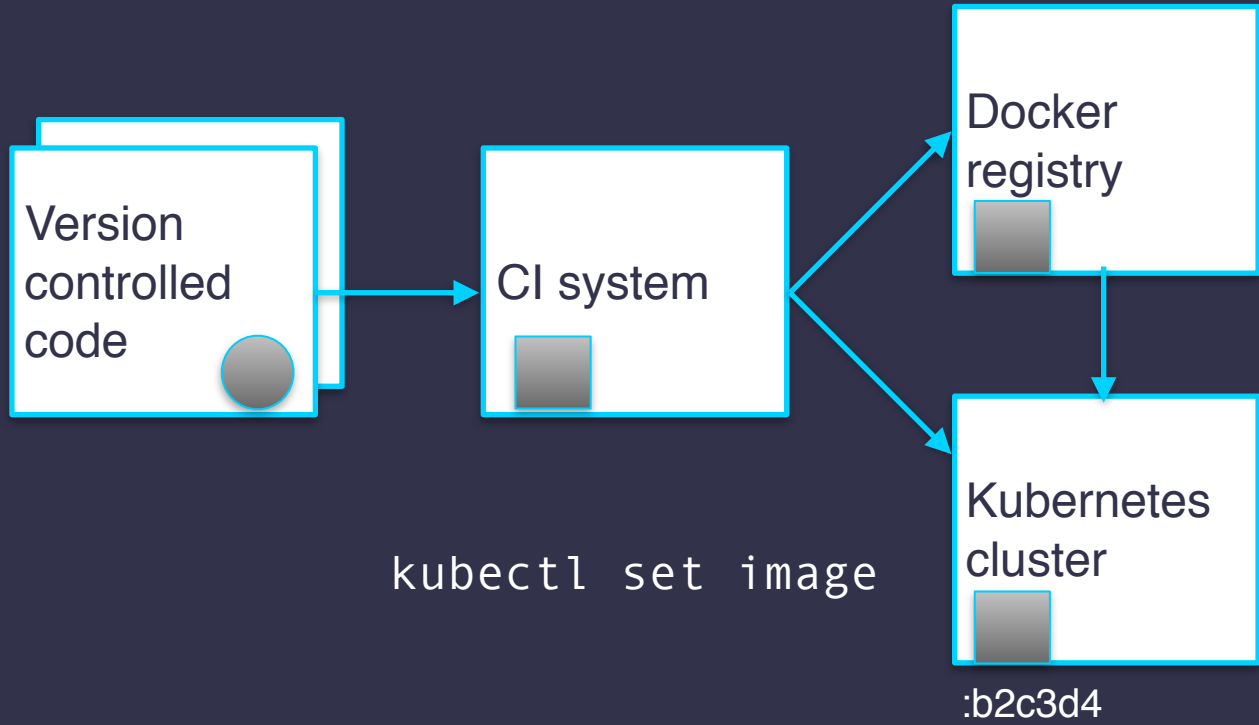 Version
controlled
code
CI system
Docker
registry
Kubernetes
cluster
kubectl set image
:b2c3d4